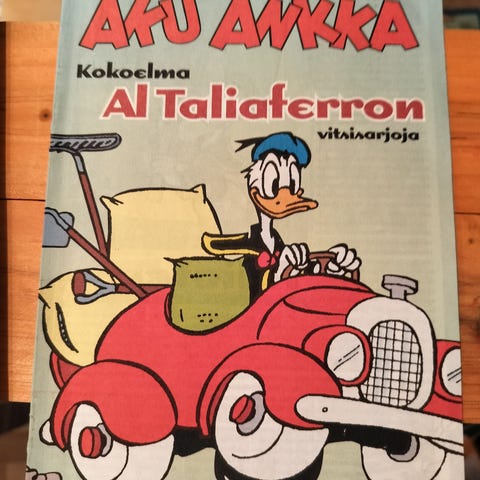 AKU ANKKA
Kokoelma
Al Taliaferron
vitsisarjoja